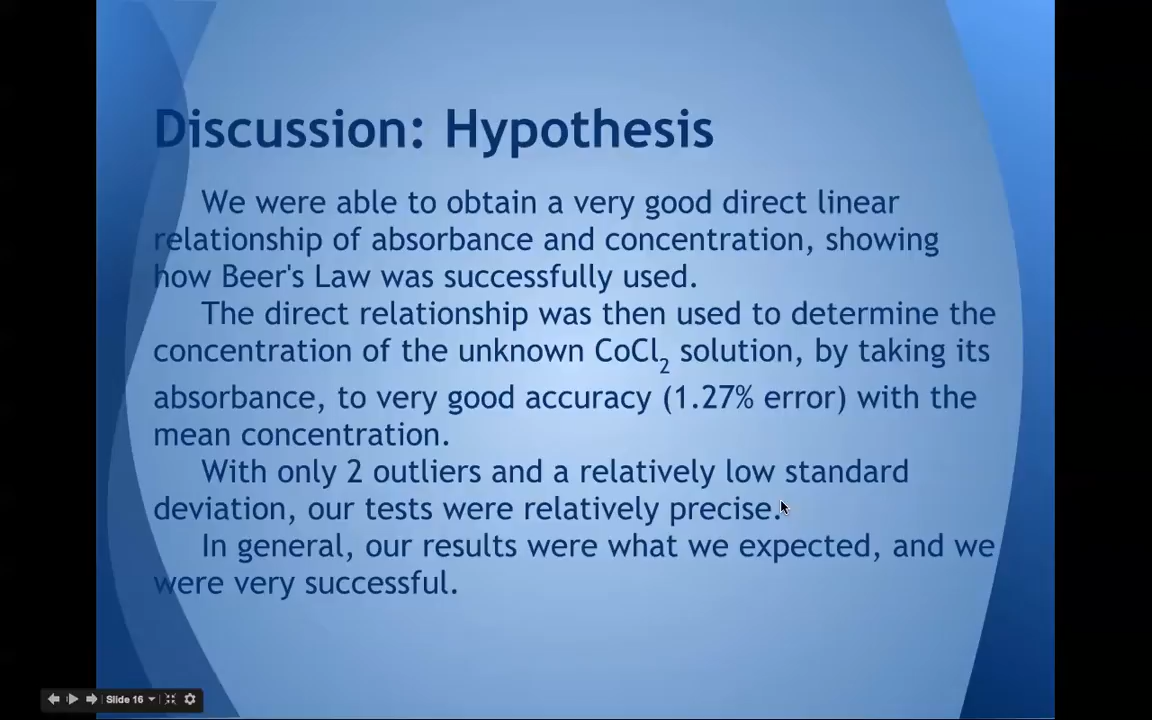 Discussion: Hypothesis
We were able to obtain a very good direct linear
relationship of absorbance and concentration, showing
how Beer's Law was successfully used.
The direct relationship was then used to determine the
concentration of the unknown CoCl₂ solution, by taking its
absorbance, to very good accuracy (1.27% error) with the
mean concentration.
With only 2 outliers and a relatively low standard
deviation, our tests were relatively precise.
In general, our results were what we expected, and we
were very successful.
Slide 16